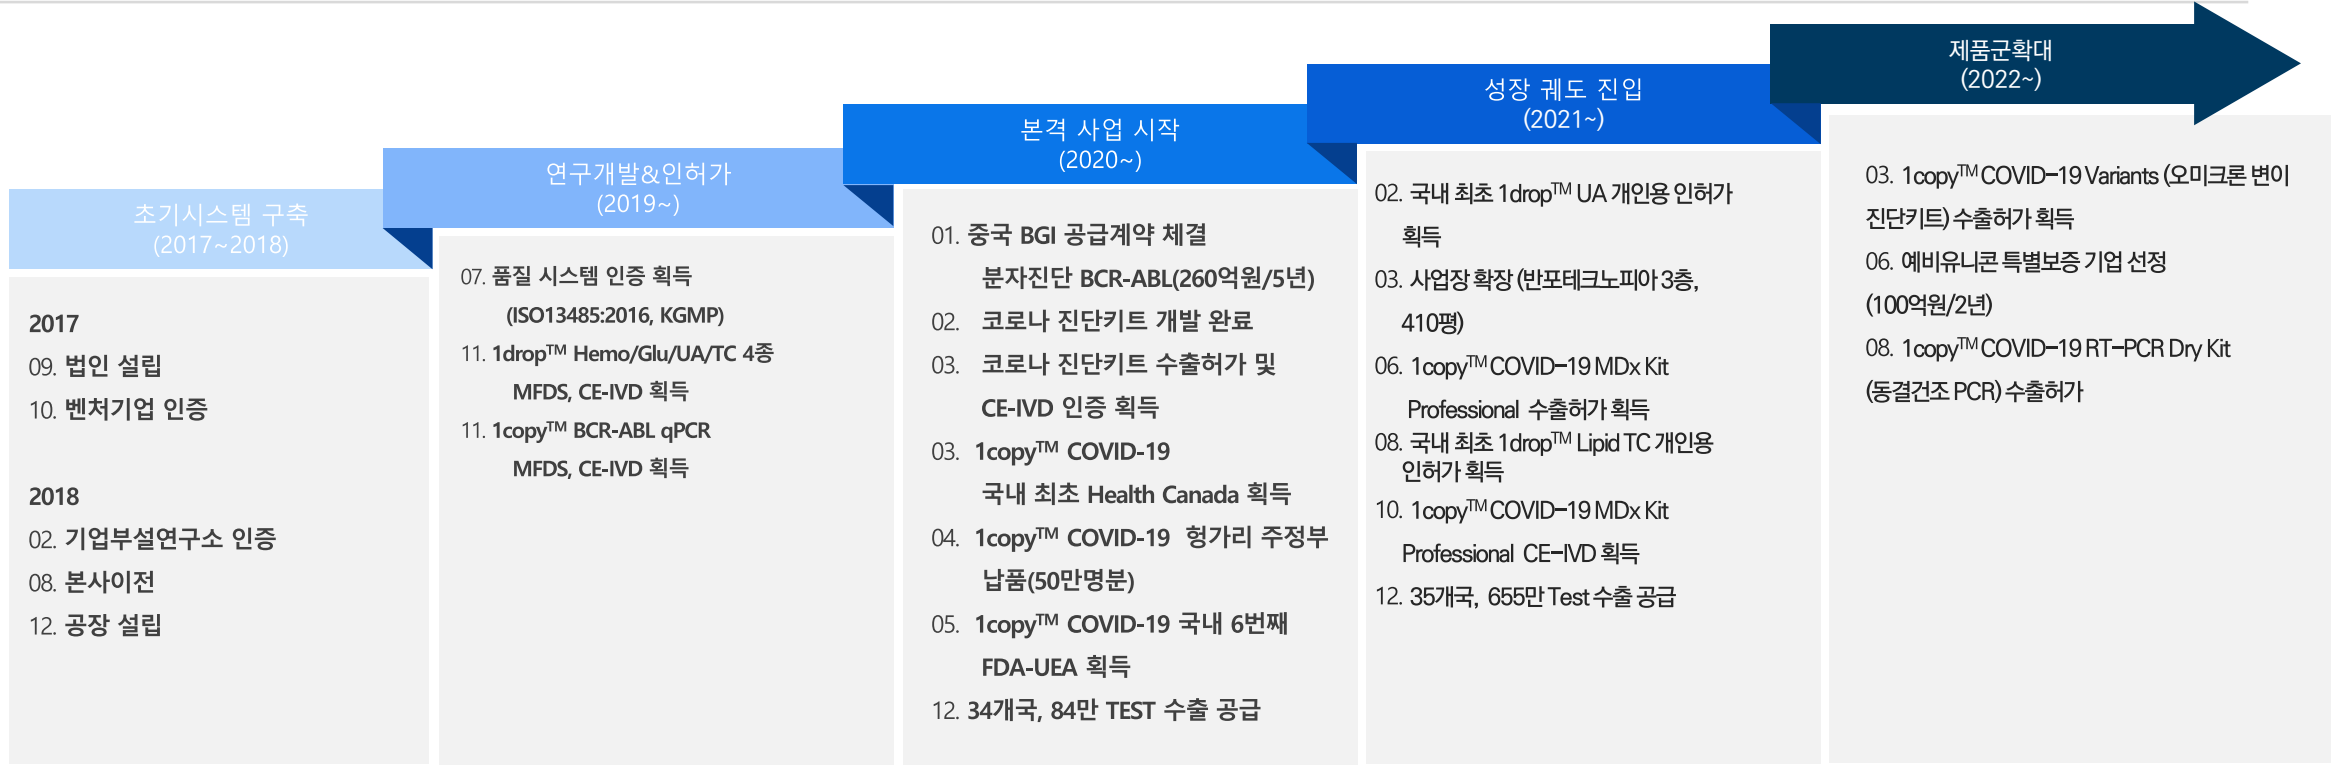 초기시스템 구축
(2017~2018)
2017
09. 법인 설립
10. 벤처기업 인증
2018
02. 기업부설연구소 인증
08. 본사이전
12. 공장 설립
연구개발&인허가
(2019~)
07. 품질 시스템 인증 획득
(ISO13485:2016, KGMP)
11. 1drop™ Hemo/Glu/UA/TC 4종
MFDS, CE-IVD 획득
11. 1copy™ BCR-ABL qPCR
MFDS, CE-IVD 획득
본격 사업 시작
(2020~)
01. 중국 BGI 공급계약 체결
분자진단 BCR-ABL(260억원/5년)
02. 코로나 진단키트 개발 완료
03. 코로나 진단키트 수출허가 및
CE-IVD 인증 획득
03. 1copy™ COVID-19
국내 최초 Health Canada 획득
04. 1copy™ COVID-19 헝가리 주정부
납품(50만명분)
05. 1copy™ COVID-19 국내 6번째
FDA-UEA 획득
12. 34개국, 84만 TEST 수출 공급
성장 궤도 진입
(2021~)
02. 국내 최초 1drop™ UA 개인용 인허가
획득
03. 사업장 확장 (반포테크노피아 3층,
410평)
06. 1copy™ COVID-19 MDx Kit
Professional 수출허가 획득
08. 국내 최초 1drop™ Lipid TC 개인용
인허가 획득
10. 1copy™ COVID-19 MDx Kit
Professional CE-IVD 획득
12. 35개국, 655만 Test 수출 공급
제품군확대
(2022~)
03. 1copy™ COVID-19 Variants (오미크론 변이
진단키트) 수출허가 획득
06. 예비유니콘 특별보증 기업 선정
(100억원/2년)
08. 1copy™ COVID-19 RT-PCR Dry Kit
(동결건조 PCR) 수출허가